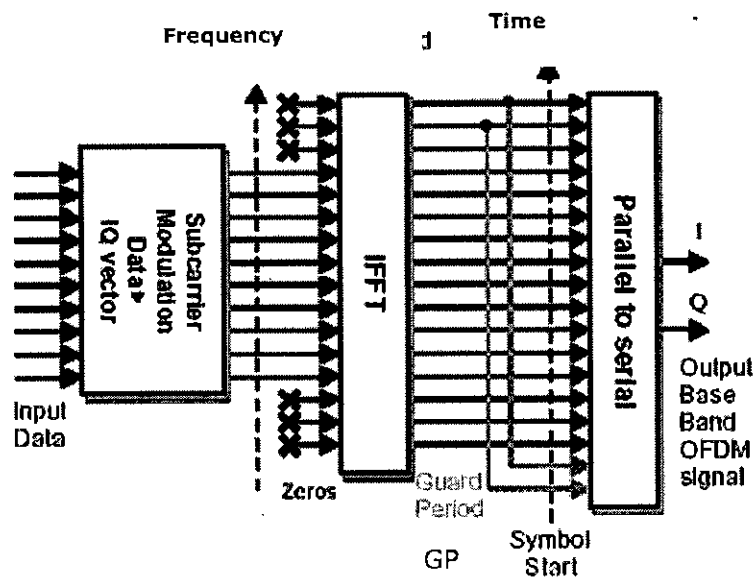 Frequency
d
Time
Subcarrier
Modulation
Data>
IQ vector
IFFT
Parallel to serial
I
Q
Input
Data
Zeros
Guard
Period
GP
Symbol
Start
Output
Base
Band
OFDM
signal